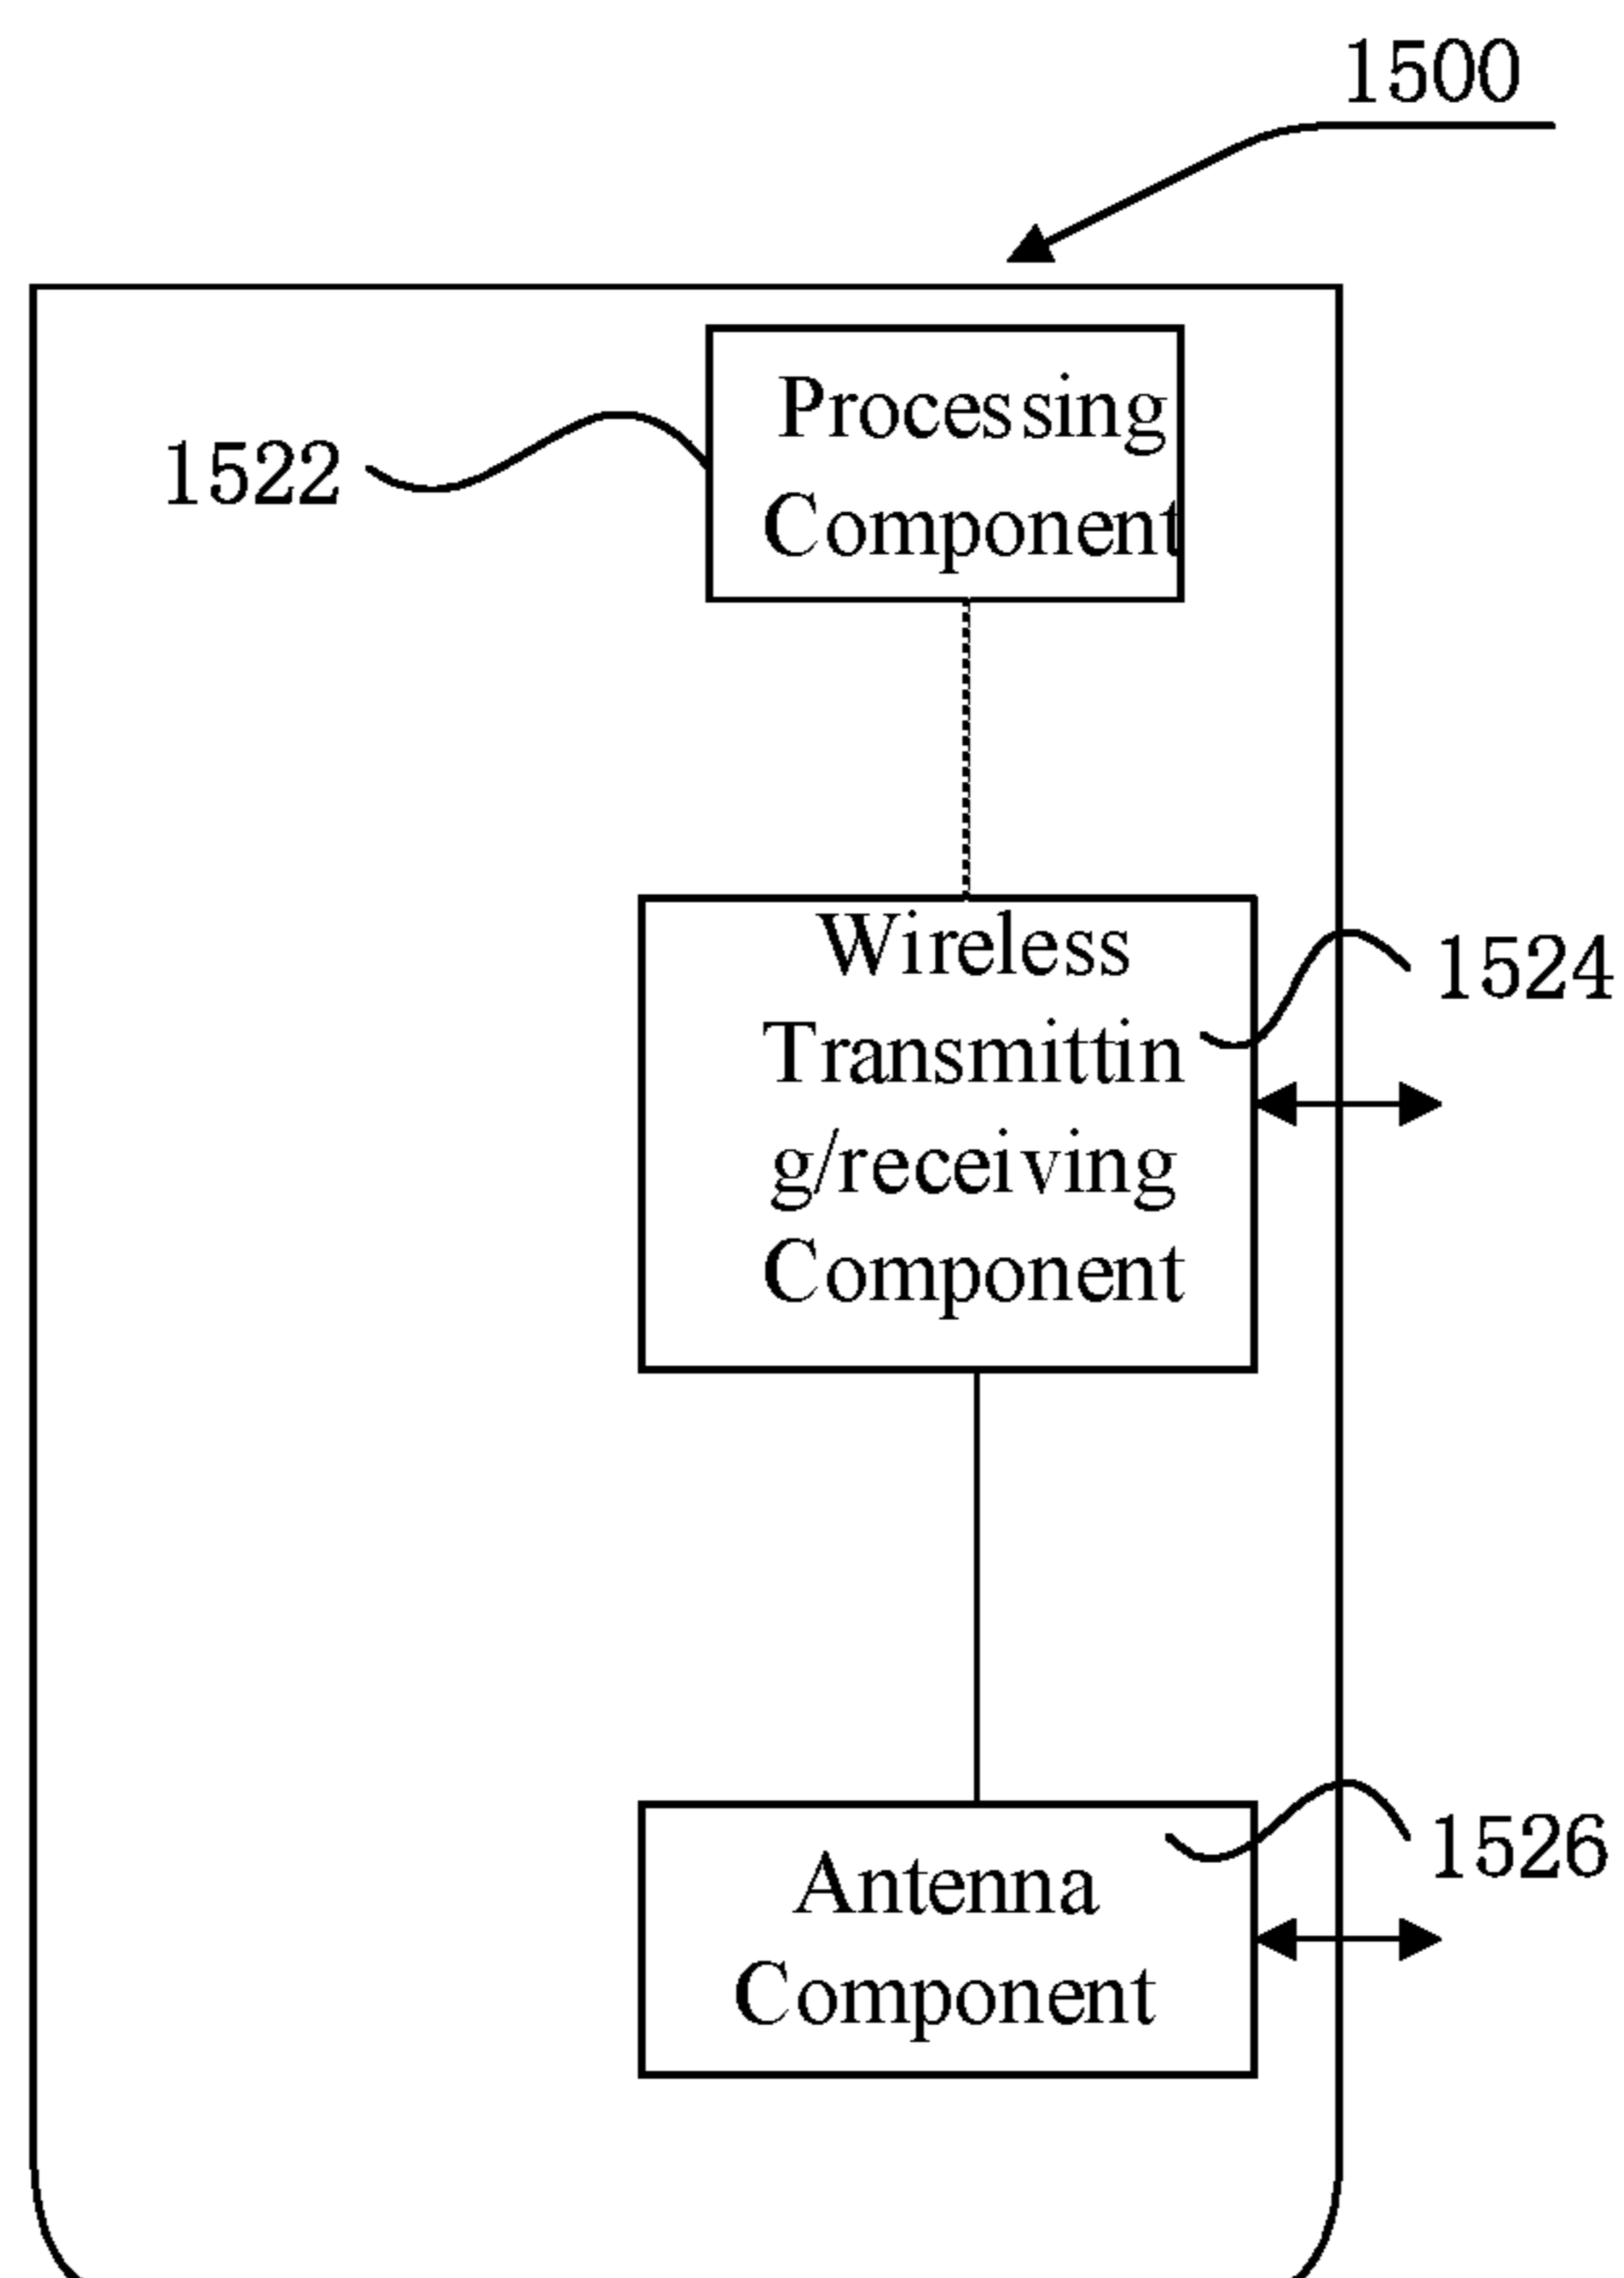 1500
Processing
1522
Component
Wireless
1524
Transmittin
g/receiving
Component
1526
Antenna
Component